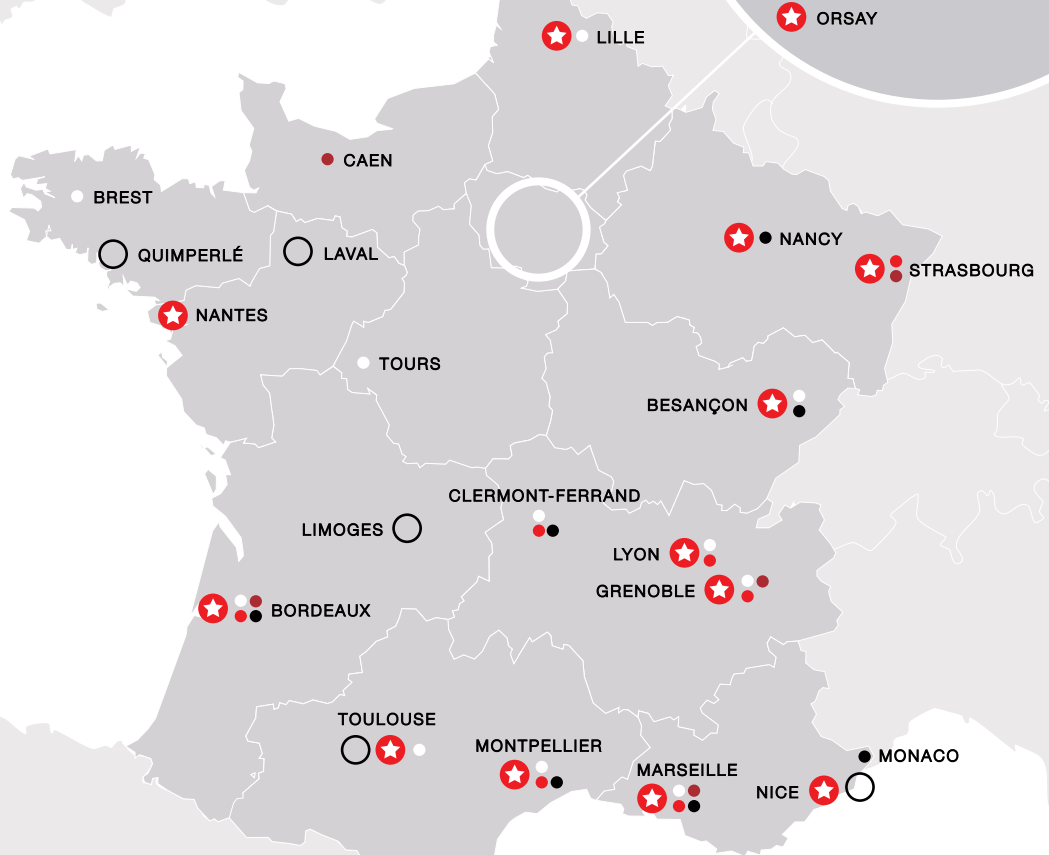 ORSAY
LILLE
CAEN
BREST
QUIMPERLÉ
LAVAL
NANCY
STRASBOURG
NANTES
TOURS
BESANÇON
CLERMONT-FERRAND
LIMOGES
LYON
GRENOBLE
BORDEAUX
TOULOUSE
MONTPELLIER
MARSEILLE
MONACO
NICE